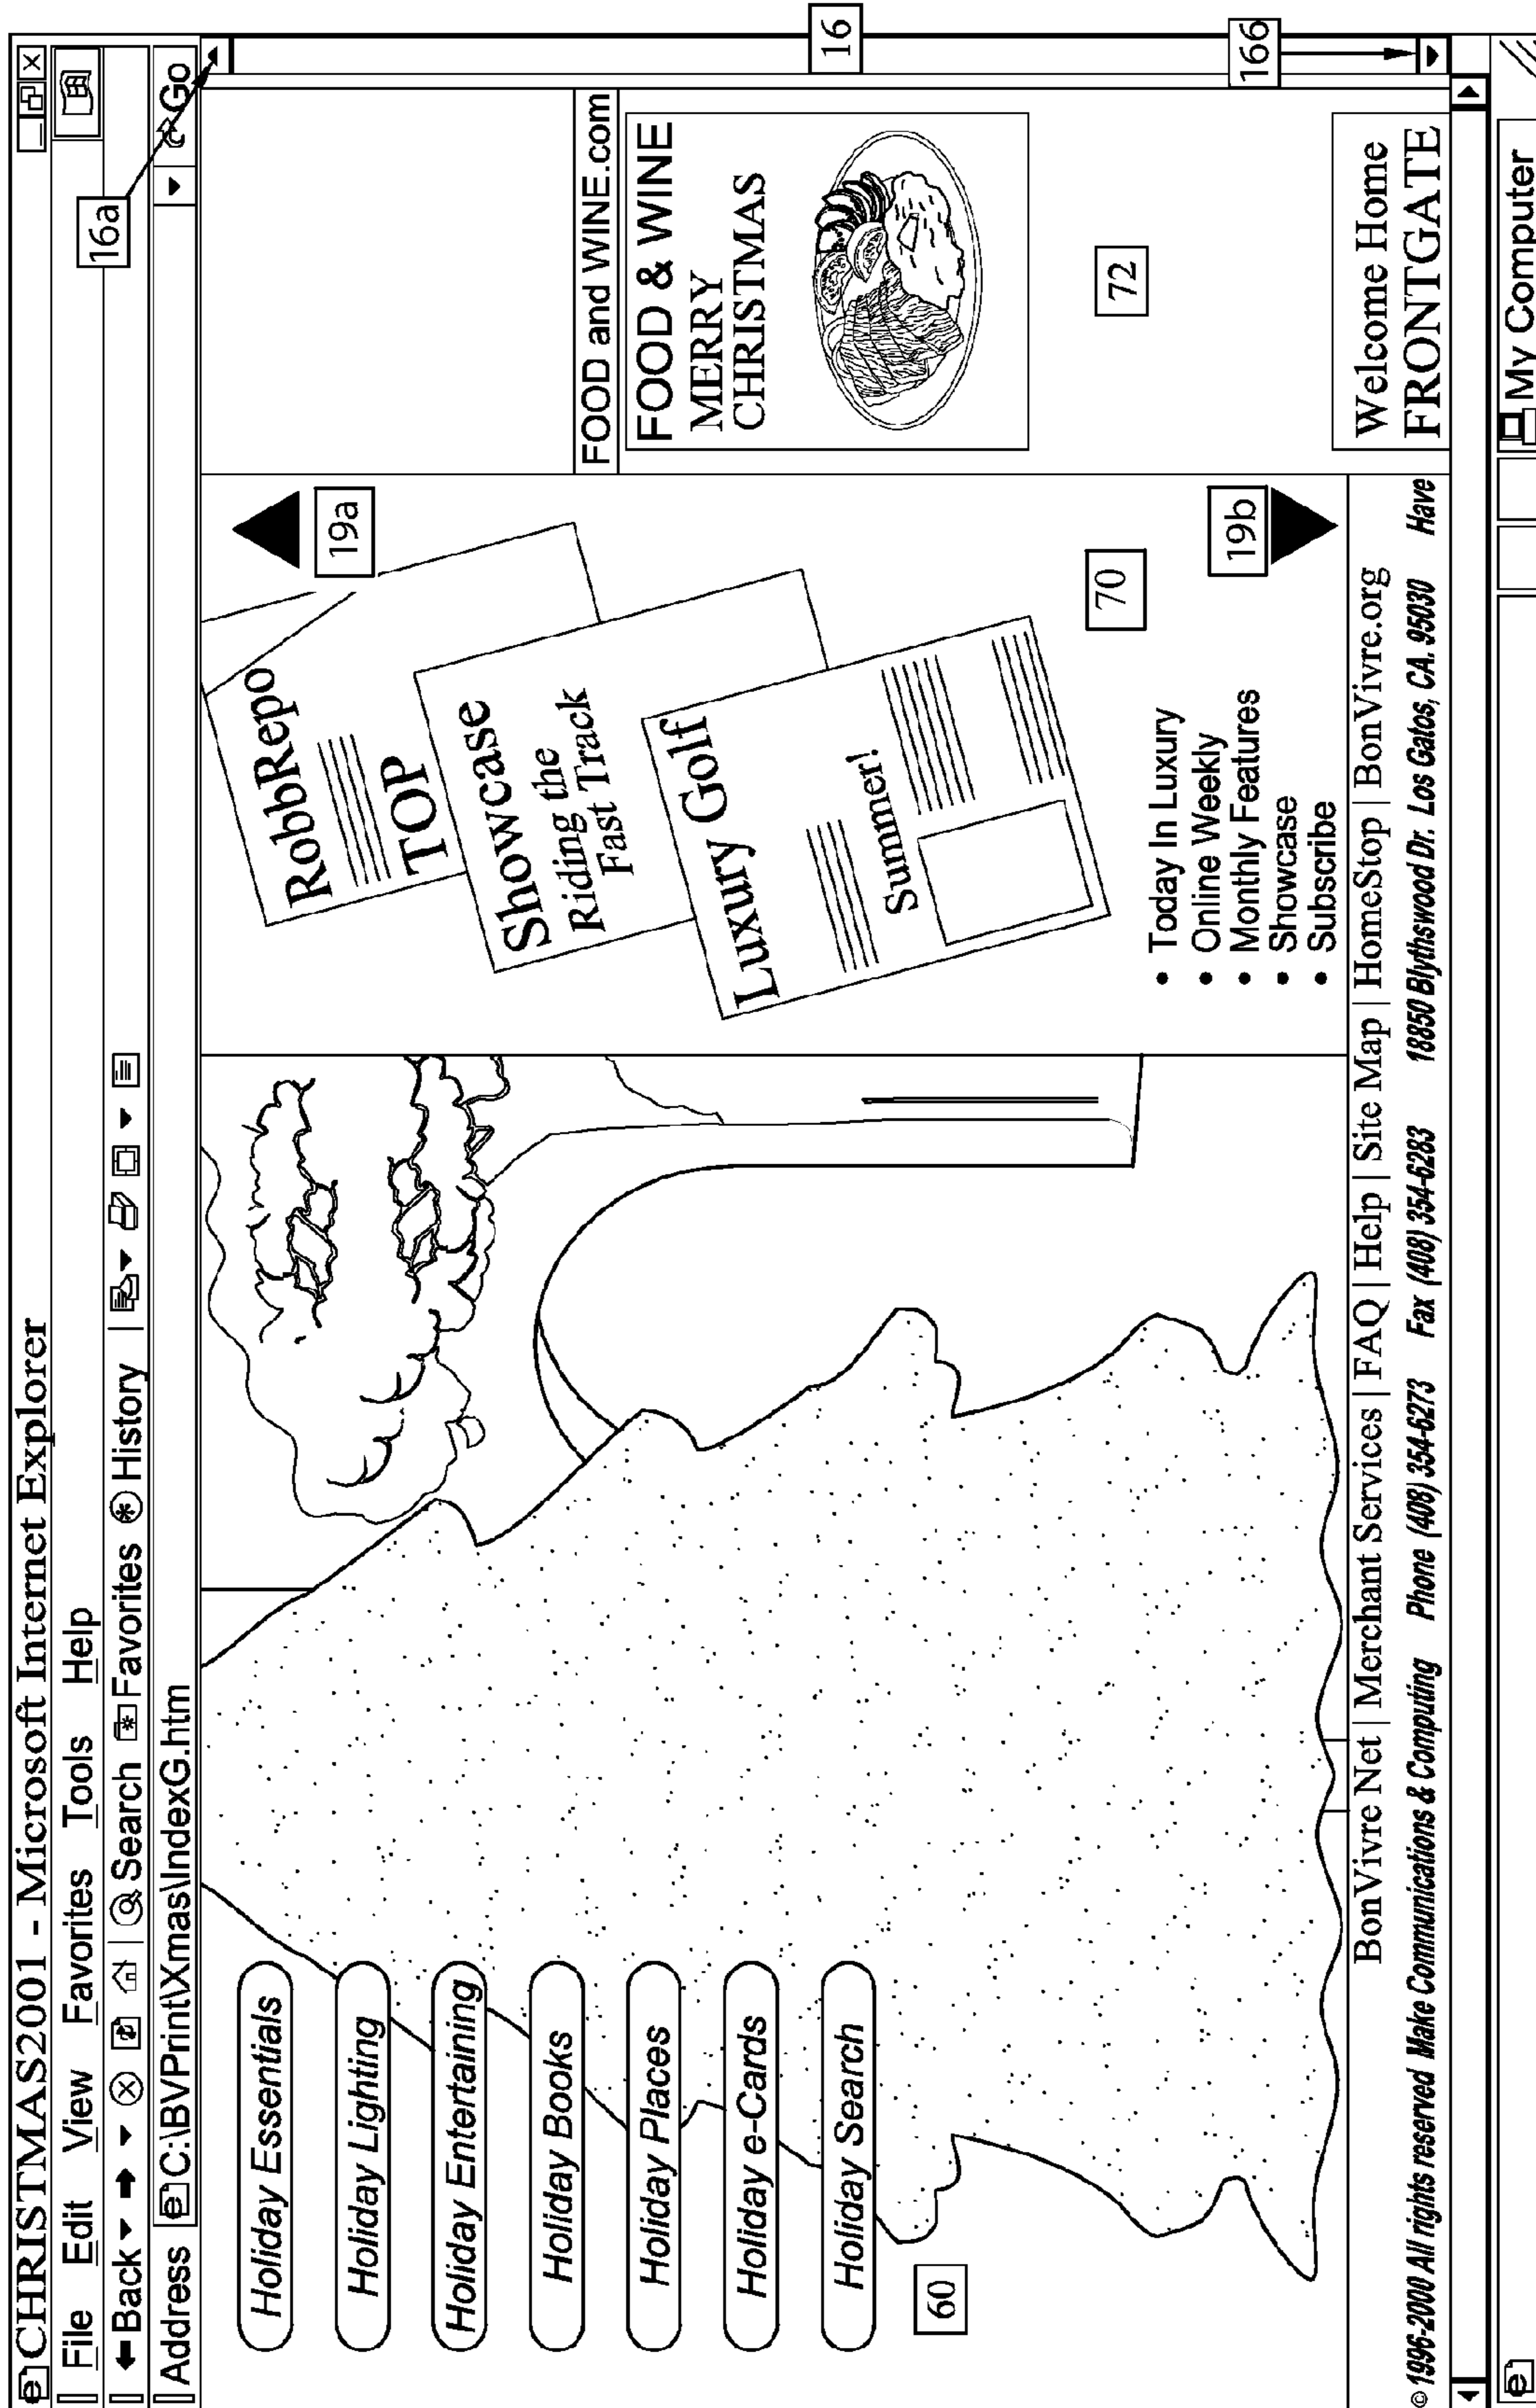 CHRISTMAS2001 - Microsoft Internet Explorer
File Edit View Favorites Tools Help
Back Search Favorites History
Address C:\BVPrint\Xmas\IndexG.htm
Go
16a
Holiday Essentials
Holiday Lighting
Holiday Entertaining
Holiday Books
Holiday Places
Holiday e-Cards
Holiday Search
60
RobbRepo
TOP
Showcase
Riding the
Fast Track
Luxury Golf
Summer!
19a
70
19b
• Today In Luxury
• Online Weekly
• Monthly Features
• Showcase
• Subscribe
FOOD and WINE.com
FOOD & WINE
MERRY
CHRISTMAS
72
Welcome Home
FRONTGATE
16
166
BonVivre Net | Merchant Services | FAQ | Help | Site Map | HomeStop | BonVivre.org
© 1996-2000 All rights reserved Make Communications & Computing Phone (408) 354-6273 Fax (408) 354-6283 18850 Blythswood Dr. Los Gatos, CA. 95030 Have
My Computer